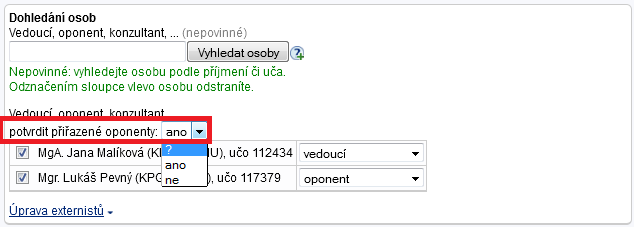 Dohledání osob
Vedoucí, oponent, konzultant, ... (nepovinné)
Vyhledat osoby
Nepovinné: vyhledejte osobu podle příjmení či uča.
Odznačením sloupce vlevo osobu odstraníte.
Vedoucí, oponent, konzultant
potvrdit přiřazené oponenty: ano
?
ano
ne
MgA. Jana Malíková (K U), učo 112434 vedoucí
Mgr. Lukáš Pevný (KPG ), učo 117379 oponent
Úprava externistů